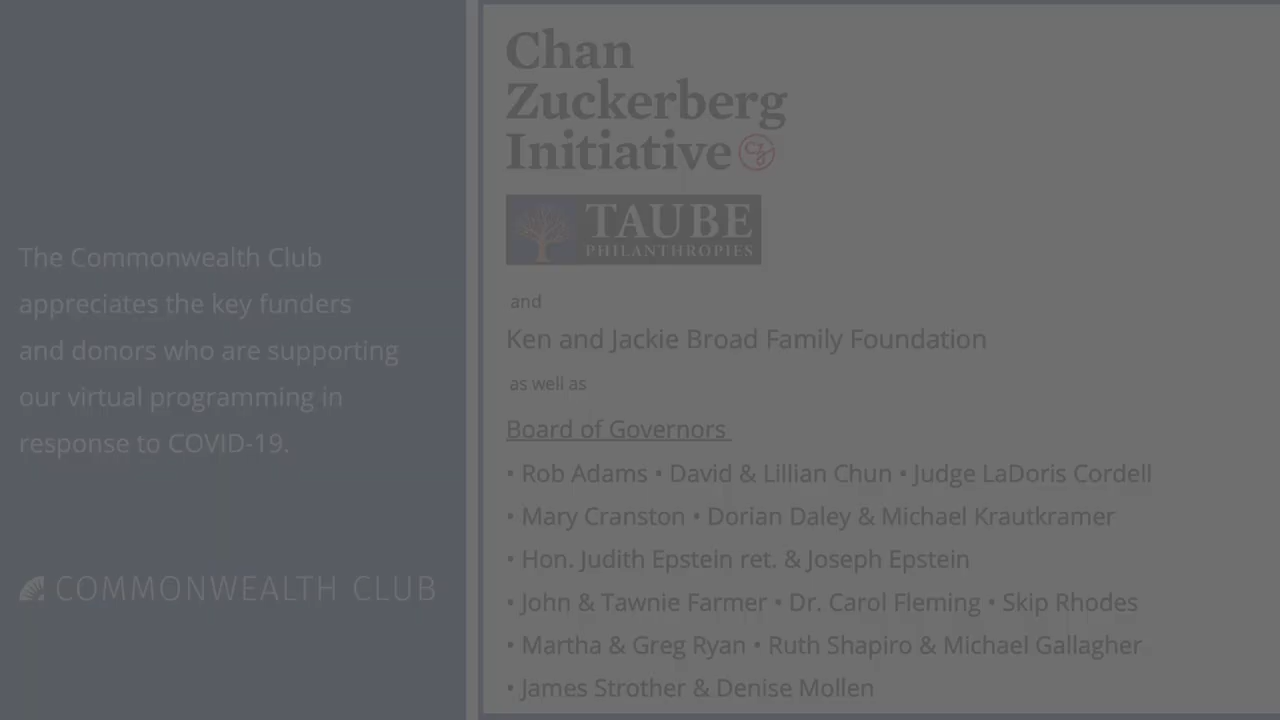 The Commonwealth Club
appreciates the key funders
and donors who are supporting
our virtual programming in
response to COVID-19.
COMMONWEALTH CLUB
Chan
Zuckerberg
Initiative
cz
TAUBE
PHILANTHROPIES
and
Ken and Jackie Broad Family Foundation
as well as
Board of Governors
• Rob Adams • David & Lillian Chun • Judge LaDoris Cordell
• Mary Cranston • Dorian Daley & Michael Krautkramer
• Hon. Judith Epstein ret. & Joseph Epstein
• John & Tawnie Farmer • Dr. Carol Fleming • Skip Rhodes
• Martha & Greg Ryan • Ruth Shapiro & Michael Gallagher
• James Strother & Denise Mollen